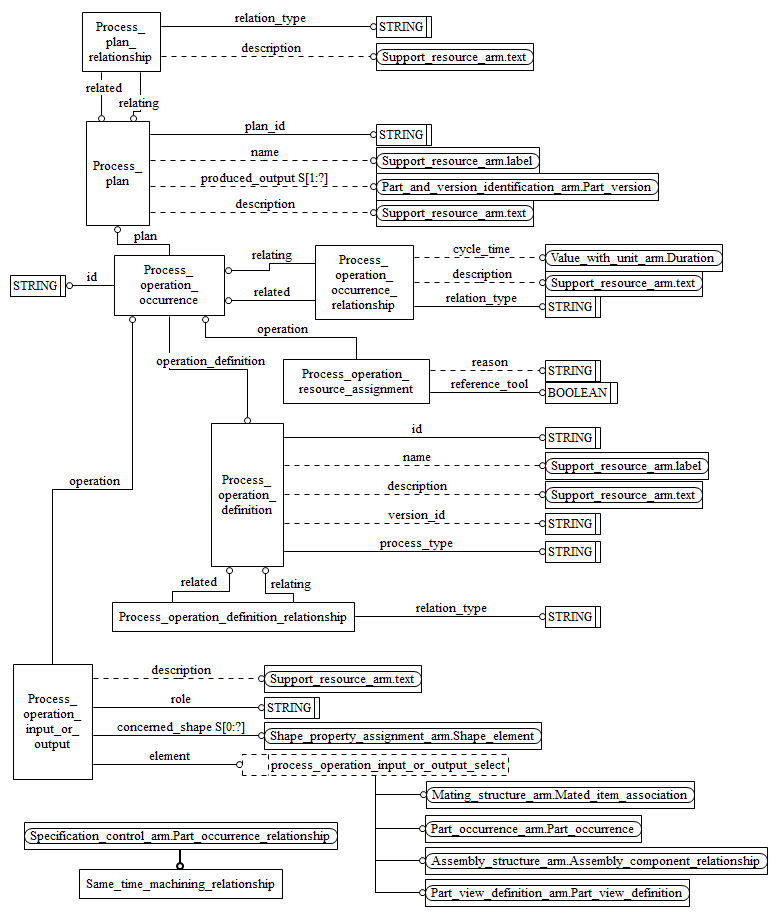 relation_type
Process_
plan_
relationship
STRING
description
Support_resource_arm.text
related
relating
plan_id
STRING
Process_
plan
name
Support_resource_arm.label
produced_output S[1:?]
Part_and_version_identification_arm.Part_version
description
Support_resource_arm.text
plan
STRING
id
Process_
operation_
occurrence
relating
related
Process_
operation_
occurrence_
relationship
cycle_time
Value_with_unit_arm.Duration
description
Support_resource_arm.text
relation_type
STRING
operation
operation_definition
Process_operation_
resource_assignment
reason
STRING
reference_tool
BOOLEAN
id
STRING
name
Support_resource_arm.label
Process_
operation_
definition
description
Support_resource_arm.text
version_id
STRING
process_type
STRING
operation
related
relating
Process_operation_definition_relationship
relation_type
STRING
Process_
operation_
input_or_
output
description
Support_resource_arm.text
role
STRING
concerned_shape S[0:?]
Shape_property_assignment_arm.Shape_element
element
process_operation_input_or_output_select
Mating_structure_arm.Mated_item_association
Part_occurrence_arm.Part_occurrence
Assembly_structure_arm.Assembly_component_relationship
Part_view_definition_arm.Part_view_definition
Specification_control_arm.Part_occurrence_relationship
Same_time_machining_relationship